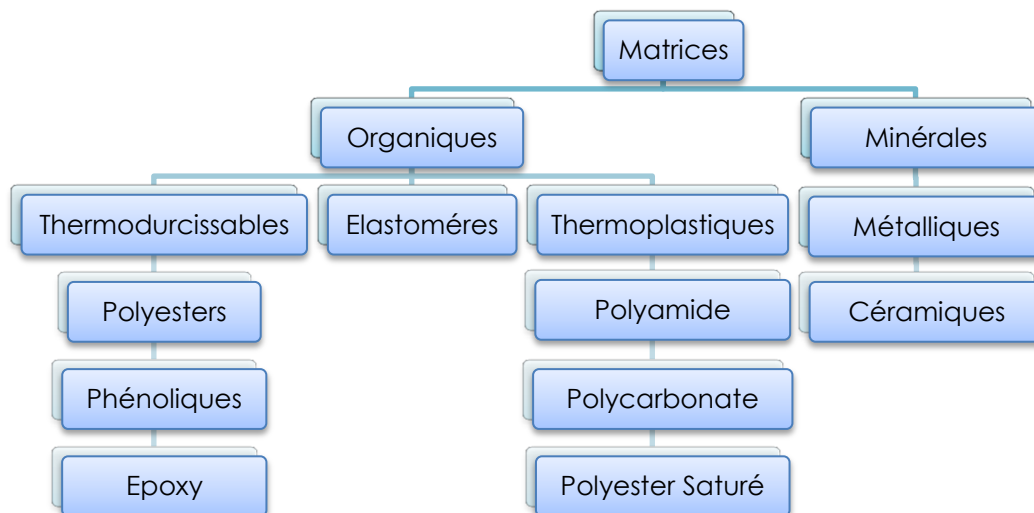 Matrices
Organiques
Minérales
Thermodurcissables
Elastoméres
Thermoplastiques
Métalliques
Polyesters
Polyamide
Céramiques
Phénoliques
Polycarbonate
Epoxy
Polyester Saturé